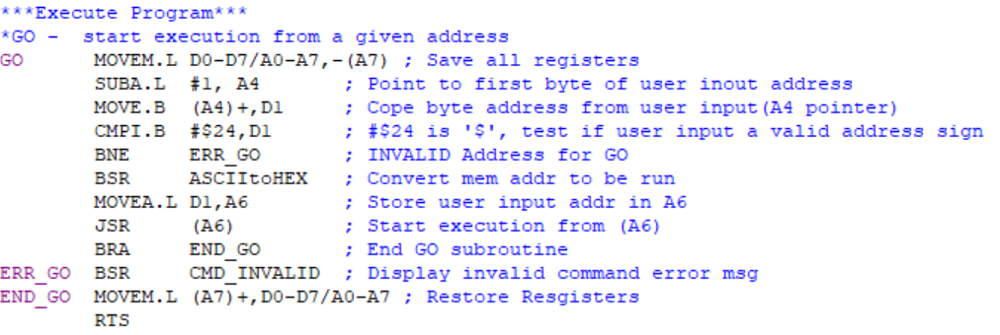 ***Execute Program***
*GO -  start execution from a given address
GO       MOVEM.L D0-D7/A0-A7,-(A7) ; Save all registers
         SUBA.L  #1, A4       ; Point to first byte of user inout address
         MOVE.B  (A4)+,D1     ; Cope byte address from user input(A4 pointer)
         CMPI.B  #$24,D1      ; #$24 is '$', test if user input a valid address sign
         BNE     ERR_GO       ; INVALID Address for GO
         BSR     ASCIItoHEX   ; Convert mem addr to be run
         MOVEA.L D1,A6        ; Store user input addr in A6
         JSR     (A6)         ; Start execution from (A6)
         BRA     END_GO       ; End GO subroutine
ERR_GO   BSR     CMD_INVALID  ; Display invalid command error msg
END_GO   MOVEM.L (A7)+,D0-D7/A0-A7 ; Restore Resgisters
         RTS